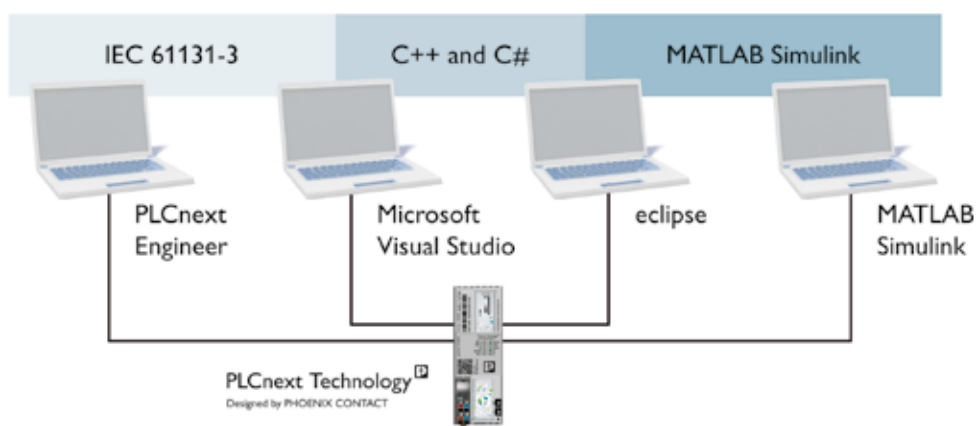 IEC 61131-3
C++ and C#
MATLAB Simulink
PLCnext
Engineer
Microsoft
Visual Studio
eclipse
MATLAB
Simulink
PLCnext Technology
Designed by PHOENIX CONTACT